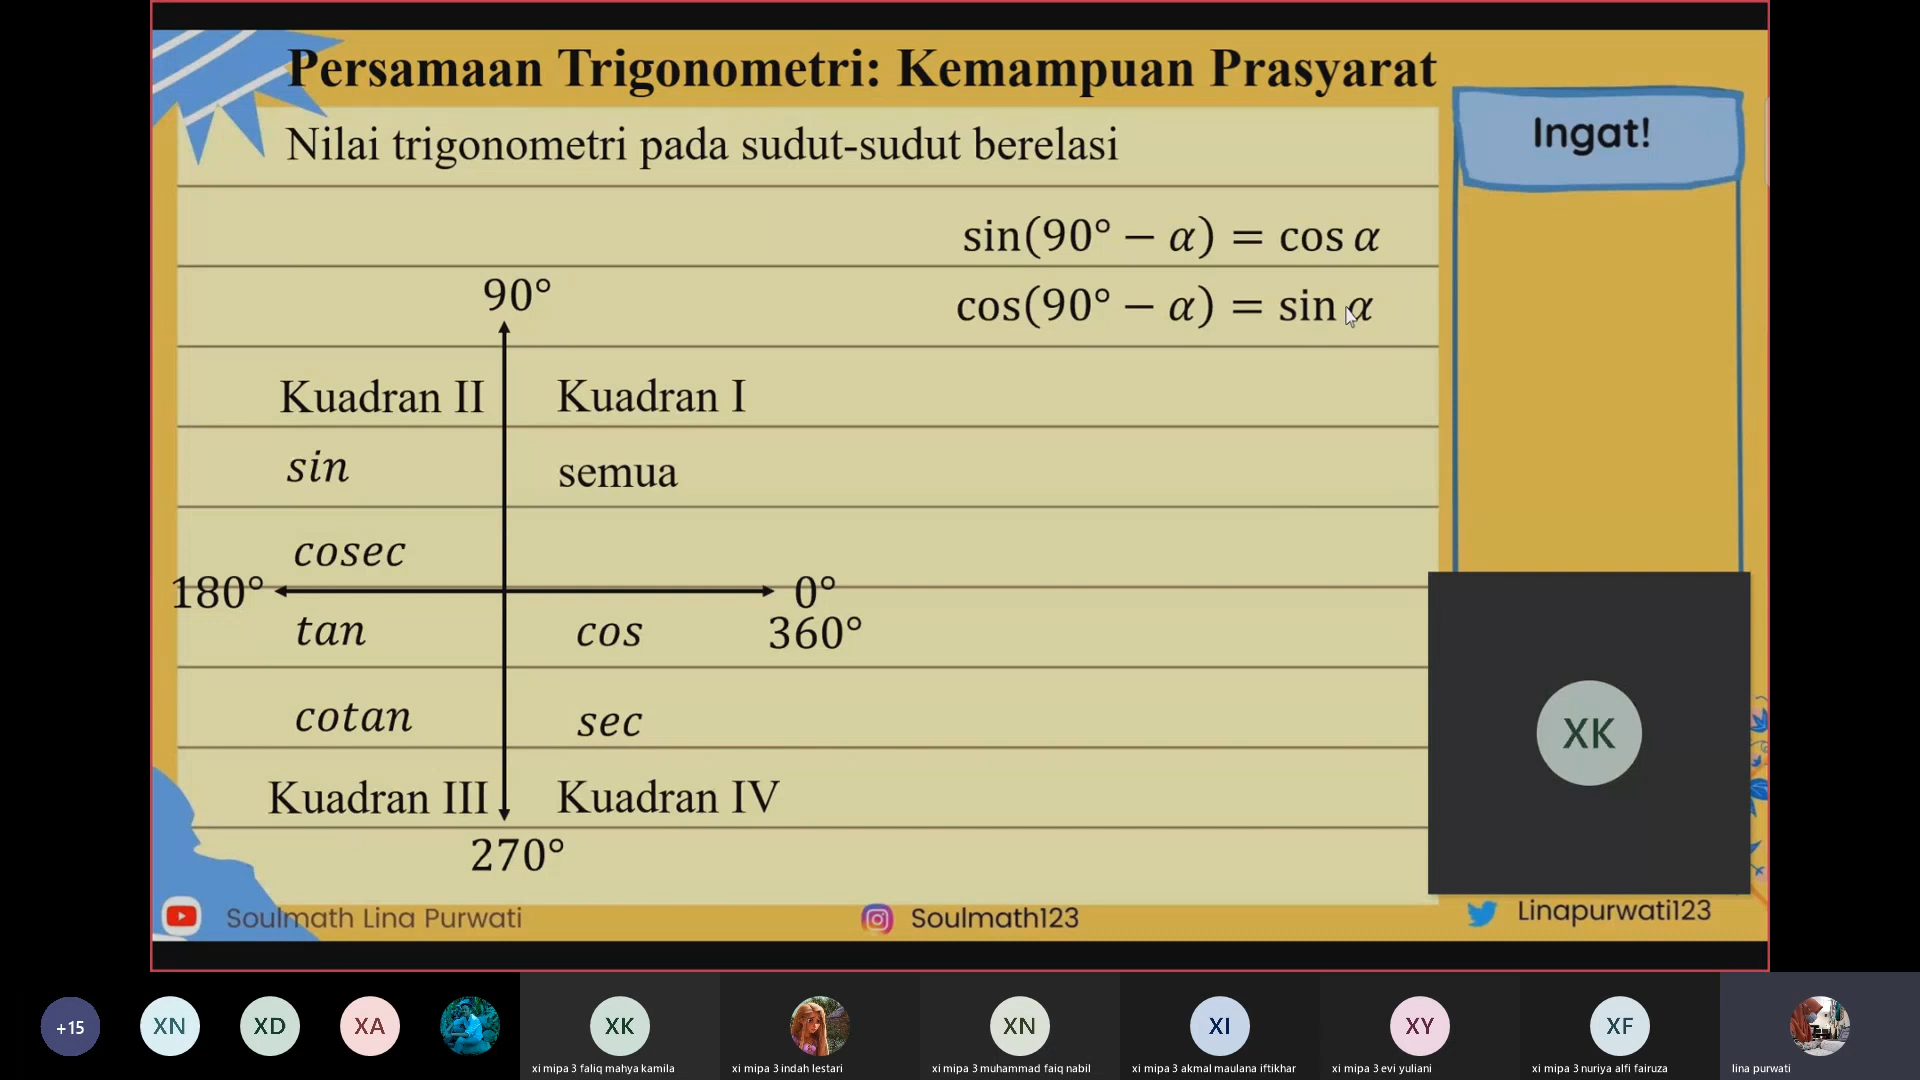 Persamaan Trigonometri: Kemampuan Prasyarat
Ingat!
Nilai trigonometri pada sudut-sudut berelasi
sin(90° − α) = cos α
cos(90° − α) = sin α
90°
Kuadran II
Kuadran I
sin
semua
cosec
180°
0°
tan
cos
360°
cotan
sec
Kuadran III
Kuadran IV
270°
XK
Soulmath Lina Purwati
Soulmath123
Linapurwati123
+15
XN
XD
XA
XK
XN
XI
XY
XF
xi mipa 3 faliq mahya kamila
xi mipa 3 indah lestari
xi mipa 3 muhammad faiq nabil
xi mipa 3 akmal maulana iftikhar
xi mipa 3 evi yuliani
xi mipa 3 nuriya alfi fairuza
lina purwati